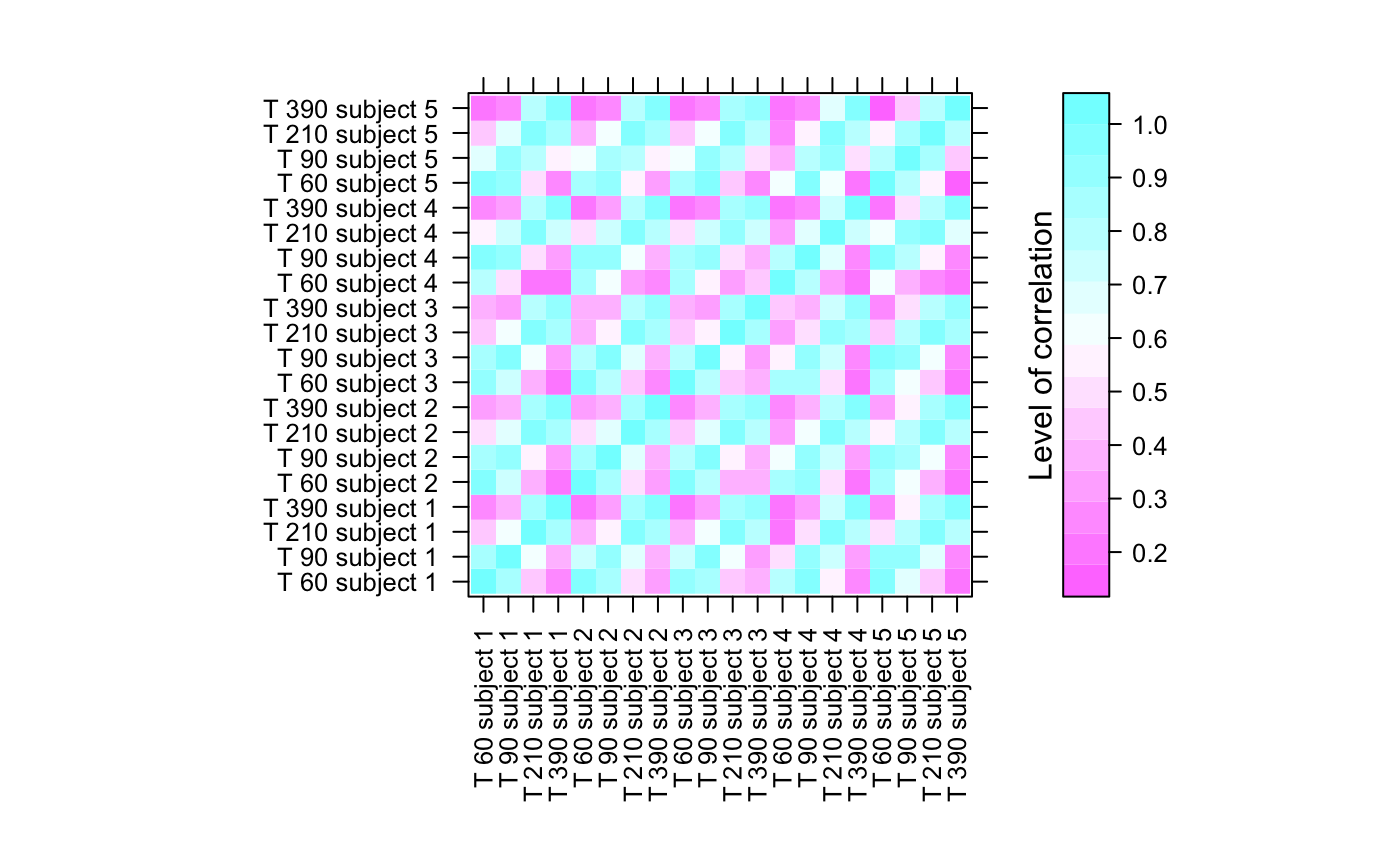 T 390 subject 5
T 210 subject 5
T 90 subject 5
T 60 subject 5
T 390 subject 4
T 210 subject 4
T 90 subject 4
T 60 subject 4
T 390 subject 3
T 210 subject 3
T 90 subject 3
T 60 subject 3
T 390 subject 2
T 210 subject 2
T 90 subject 2
T 60 subject 2
T 390 subject 1
T 210 subject 1
T 90 subject 1
T 60 subject 1
T 60 subject 1
T 90 subject 1
T 210 subject 1
T 390 subject 1
T 60 subject 2
T 90 subject 2
T 210 subject 2
T 390 subject 2
T 60 subject 3
T 90 subject 3
T 210 subject 3
T 390 subject 3
T 60 subject 4
T 90 subject 4
T 210 subject 4
T 390 subject 4
T 60 subject 5
T 90 subject 5
T 210 subject 5
T 390 subject 5
Level of correlation
1.0
0.9
0.8
0.7
0.6
0.5
0.4
0.3
0.2